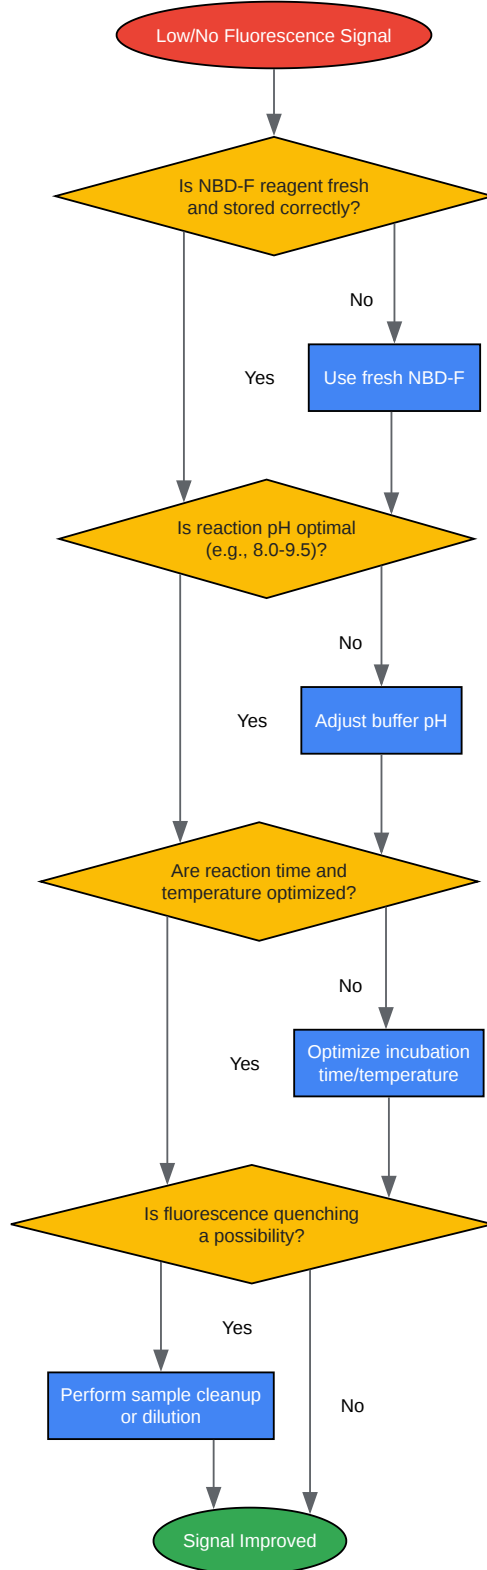 Low/No Fluorescence Signal
Is NBD-F reagent fresh
and stored correctly?
No
Yes
Use fresh NBD-F
Is reaction pH optimal
(e.g., 8.0-9.5)?
No
Yes
Adjust buffer pH
Are reaction time and
temperature optimized?
No
Yes
Optimize incubation
time/temperature
Is fluorescence quenching
a possibility?
Yes
Perform sample cleanup
or dilution
No
Signal Improved